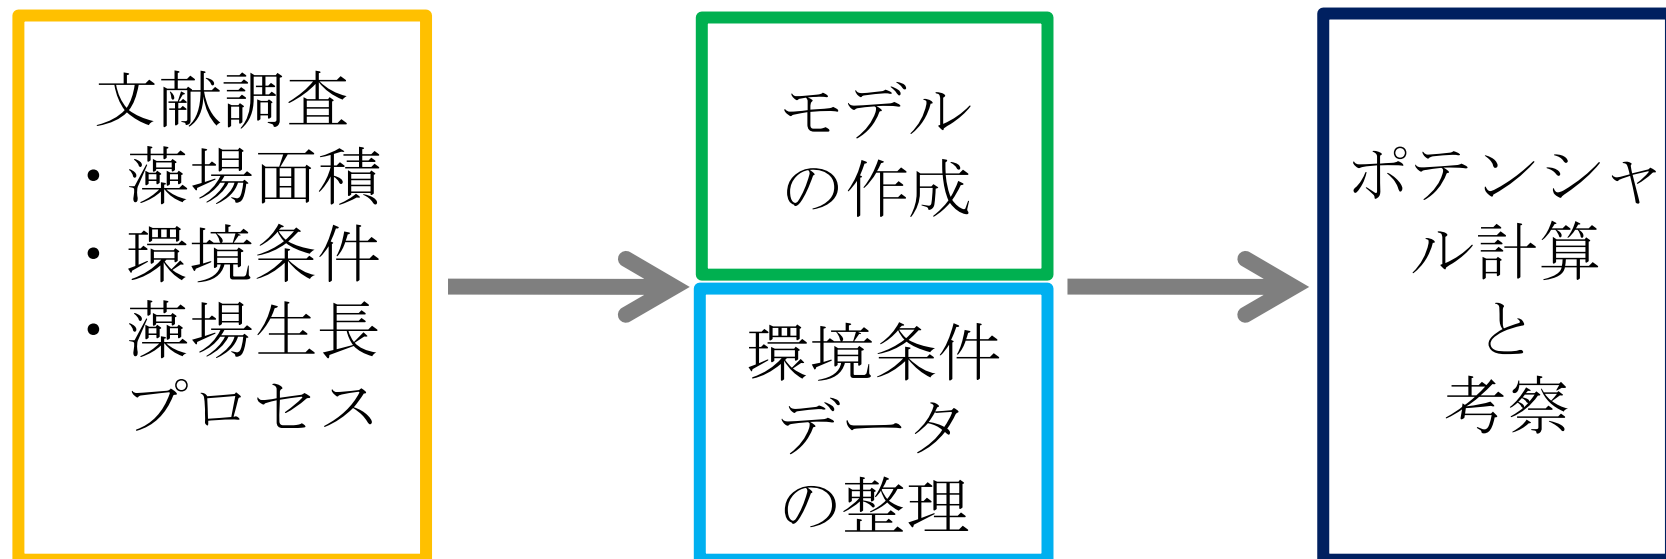 文献調査
・藻場面積
・環境条件
・藻場生長
プロセス
モデル
の作成
環境条件
データ
の整理
ポテンシャ
ル計算
と
考察